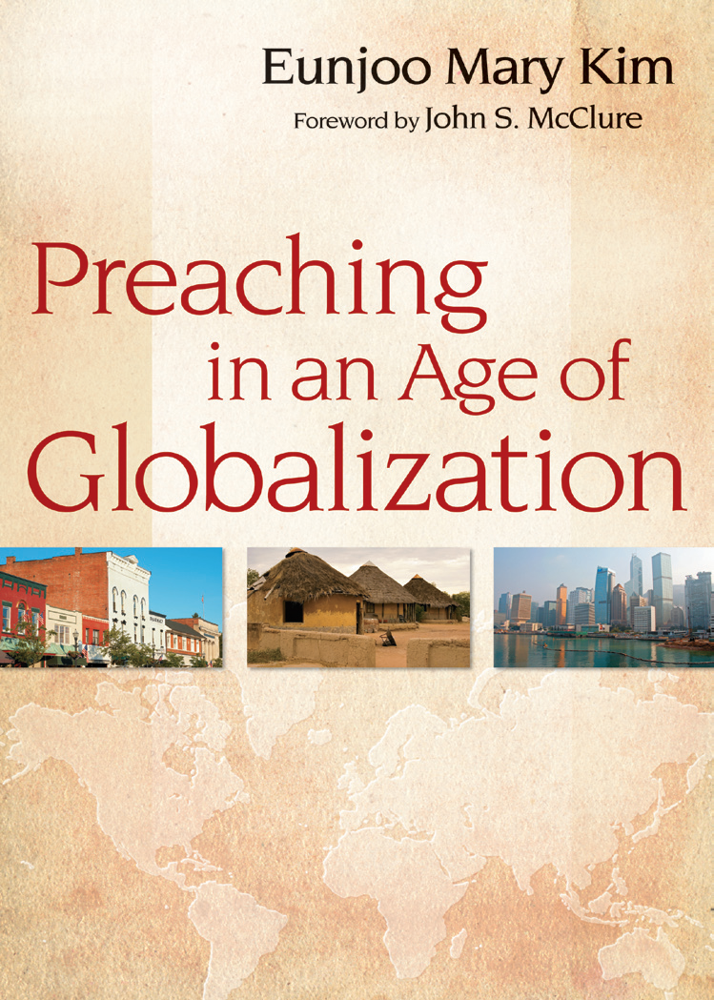 Eunjoo Mary Kim
Foreword by John S. McClure
Preaching
in an Age of
Globalization